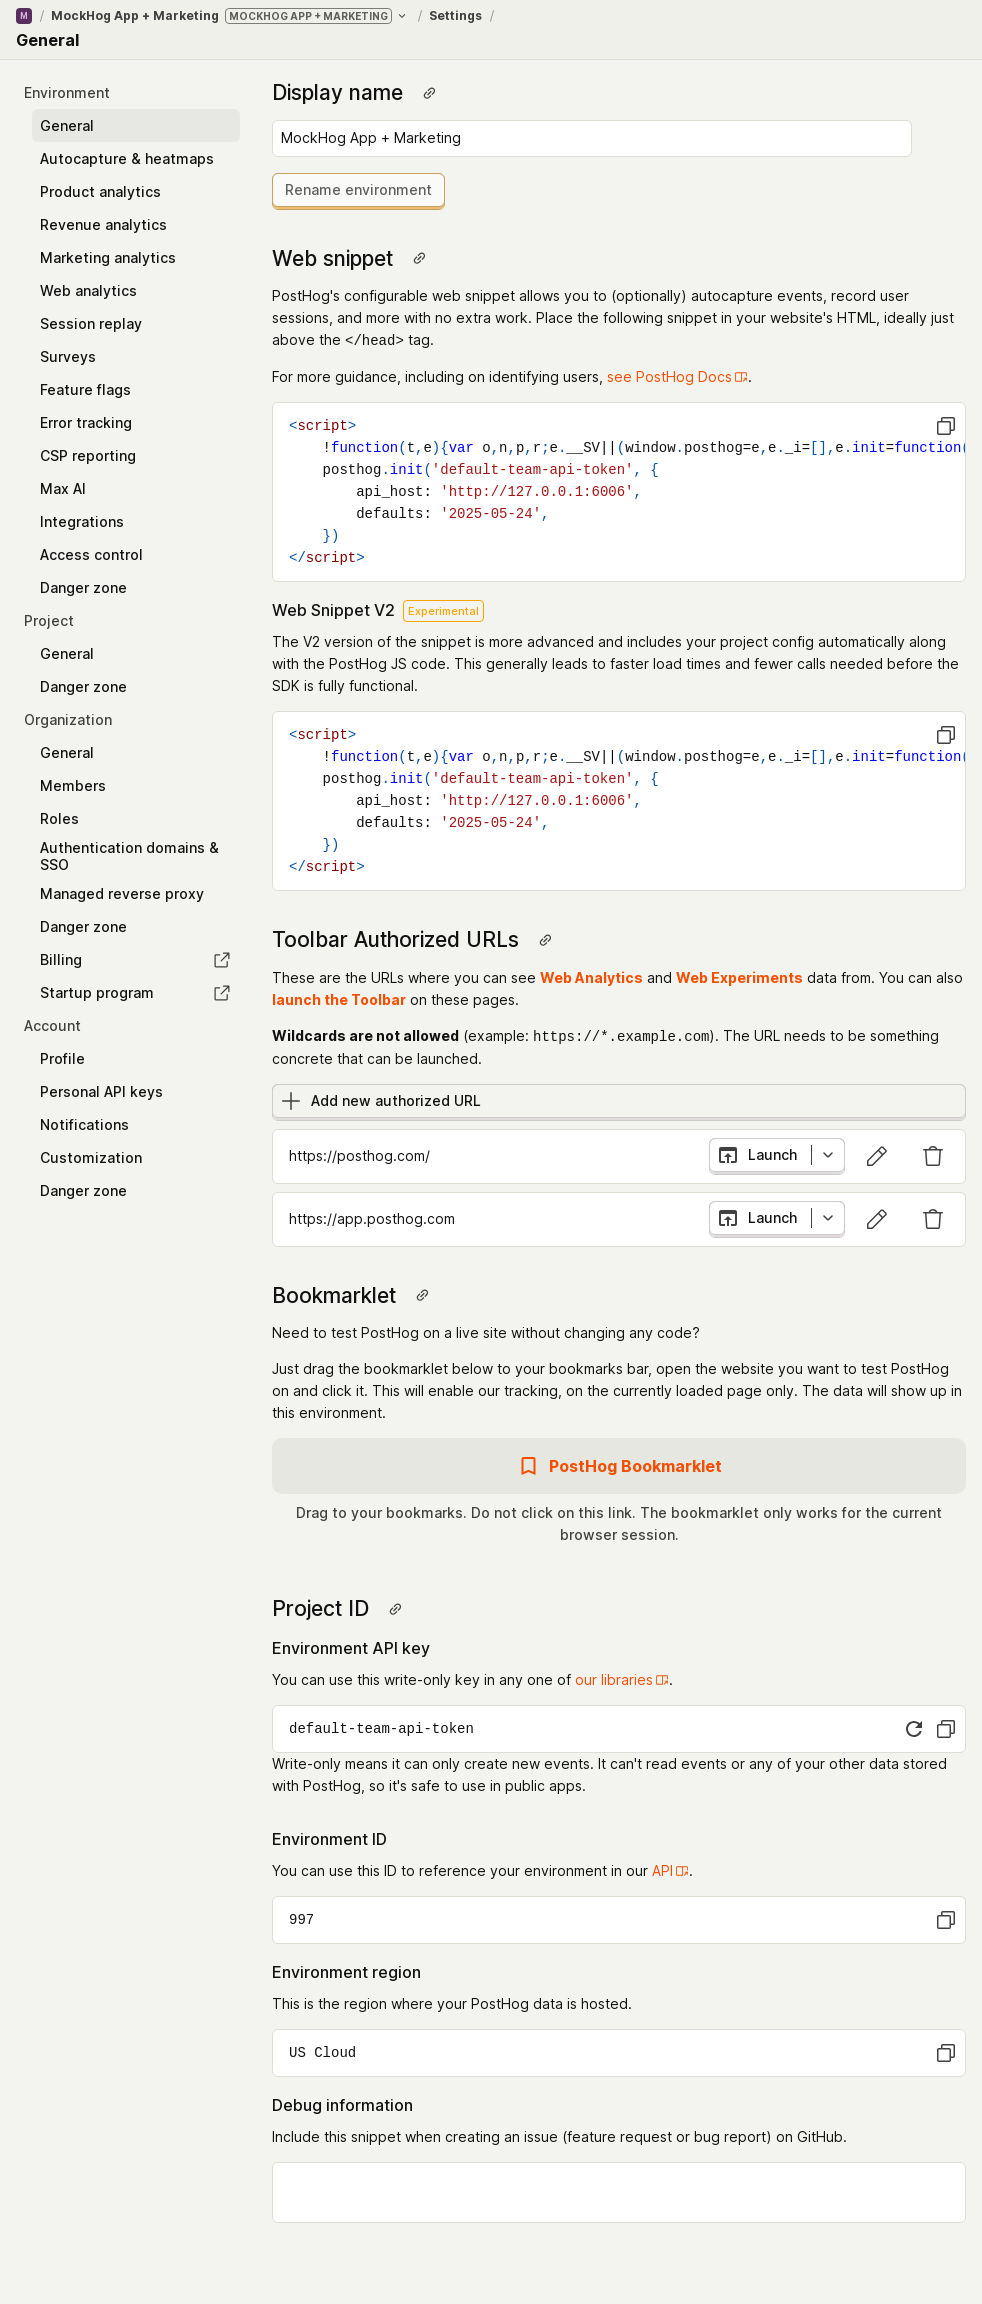 M / MockHog App + Marketing MOCKHOG APP + MARKETING / Settings /
General
Environment
General
Autocapture & heatmaps
Product analytics
Revenue analytics
Marketing analytics
Web analytics
Session replay
Surveys
Feature flags
Error tracking
CSP reporting
Max AI
Integrations
Access control
Danger zone
Project
General
Danger zone
Organization
General
Members
Roles
Authentication domains &
SSO
Managed reverse proxy
Danger zone
Billing
Startup program
Account
Profile
Personal API keys
Notifications
Customization
Danger zone
Display name
MockHog App + Marketing
Rename environment
Web snippet
PostHog's configurable web snippet allows you to (optionally) autocapture events, record user
sessions, and more with no extra work. Place the following snippet in your website's HTML, ideally just
above the </head> tag.
For more guidance, including on identifying users, see PostHog Docs.
<script>
    !function(t,e){var o,n,p,r;e.__SV||(window.posthog=e,e._i=[],e.init=function(
    posthog.init('default-team-api-token', {
        api_host: 'http://127.0.0.1:6006',
        defaults: '2025-05-24',
    })
</script>
Web Snippet V2 Experimental
The V2 version of the snippet is more advanced and includes your project config automatically along
with the PostHog JS code. This generally leads to faster load times and fewer calls needed before the
SDK is fully functional.
<script>
    !function(t,e){var o,n,p,r;e.__SV||(window.posthog=e,e._i=[],e.init=function(
    posthog.init('default-team-api-token', {
        api_host: 'http://127.0.0.1:6006',
        defaults: '2025-05-24',
    })
</script>
Toolbar Authorized URLs
These are the URLs where you can see Web Analytics and Web Experiments data from. You can also
launch the Toolbar on these pages.
Wildcards are not allowed (example: https://*.example.com). The URL needs to be something
concrete that can be launched.
Add new authorized URL
https://posthog.com/ Launch
https://app.posthog.com Launch
Bookmarklet
Need to test PostHog on a live site without changing any code?
Just drag the bookmarklet below to your bookmarks bar, open the website you want to test PostHog
on and click it. This will enable our tracking, on the currently loaded page only. The data will show up in
this environment.
PostHog Bookmarklet
Drag to your bookmarks. Do not click on this link. The bookmarklet only works for the current
browser session.
Project ID
Environment API key
You can use this write-only key in any one of our libraries.
default-team-api-token
Write-only means it can only create new events. It can't read events or any of your other data stored
with PostHog, so it's safe to use in public apps.
Environment ID
You can use this ID to reference your environment in our API.
997
Environment region
This is the region where your PostHog data is hosted.
US Cloud
Debug information
Include this snippet when creating an issue (feature request or bug report) on GitHub.